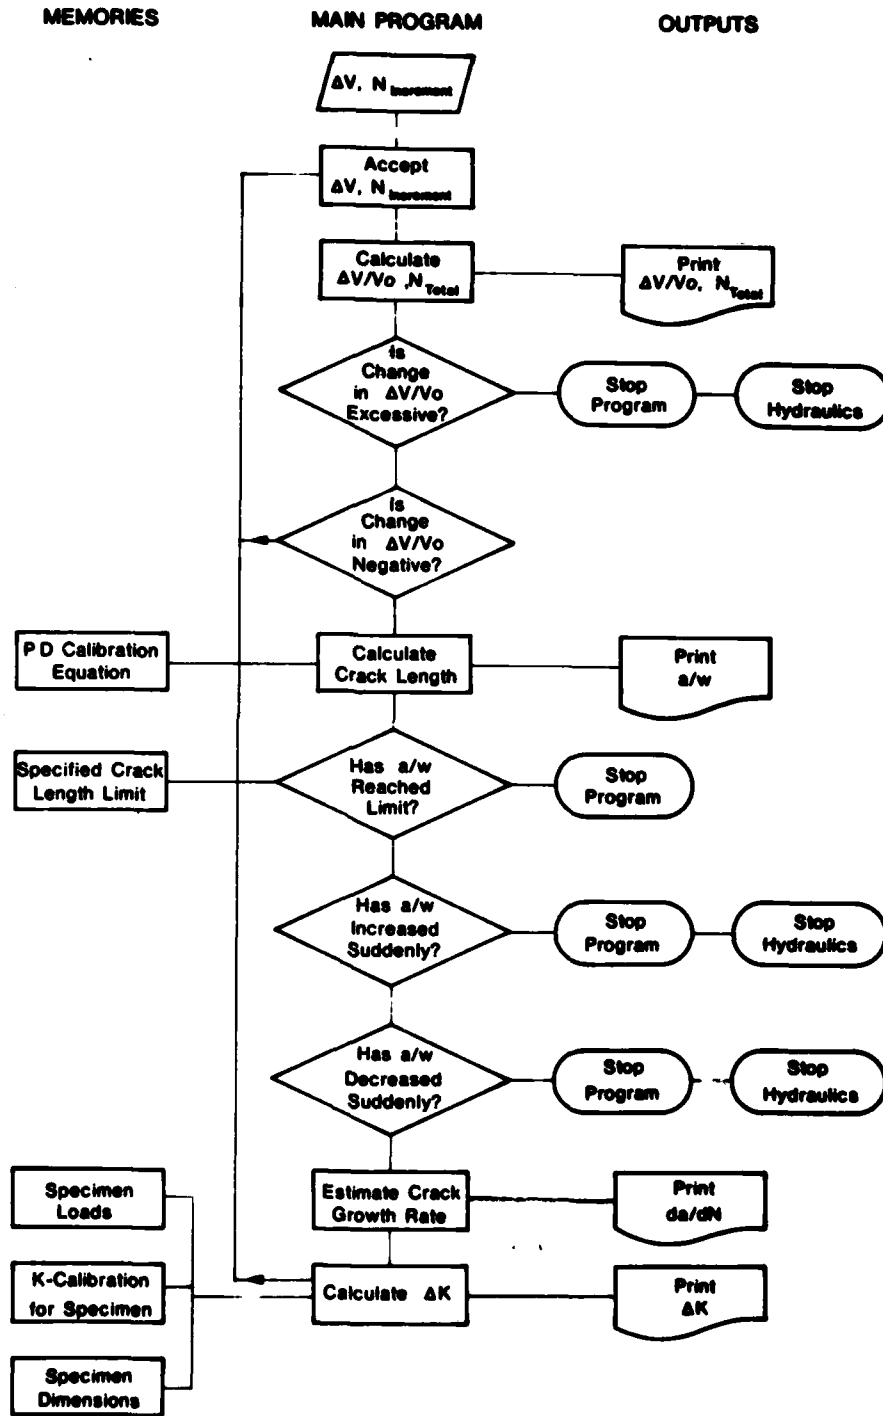 MEMORIES
MAIN PROGRAM
OUTPUTS
ΔV, N Increment
Accept
ΔV, N Increment
Calculate
ΔV/Vo ,N Total
Print
ΔV/Vo, N Total
Is
Change
in ΔV/Vo
Excessive?
Stop
Program
Stop
Hydraulics
Is
Change
in ΔV/Vo
Negative?
PD Calibration
Equation
Calculate
Crack Length
Print
a/w
Specified Crack
Length Limit
Has a/w
Reached
Limit?
Stop
Program
Has a/w
Increased
Suddenly?
Stop
Program
Stop
Hydraulics
Has a/w
Decreased
Suddenly?
Stop
Program
Stop
Hydraulics
Specimen
Loads
Estimate Crack
Growth Rate
Print
da/dN
K-Calibration
for Specimen
Calculate ΔK
Print
ΔK
Specimen
Dimensions